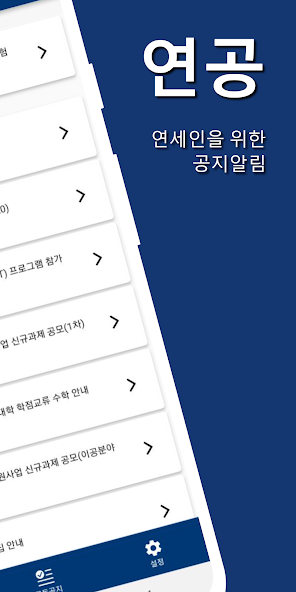 연공
연세인을 위한
공지알림
험
0)
T) 프로그램 참가
업 신규과제 공모(1차)
대학 학점교류 수학 안내
원사업 신규과제 공모(이공분야
집 안내
공지
설정